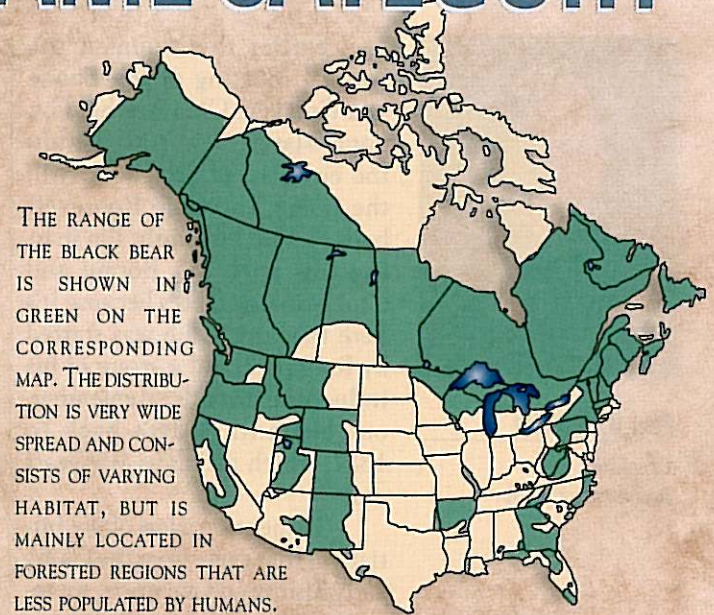 THE RANGE OF
THE BLACK BEAR
IS SHOWN IN
GREEN ON THE
CORRESPONDING
MAP. THE DISTRIBU-
TION IS VERY WIDE
SPREAD AND CON-
SISTS OF VARYING
HABITAT, BUT IS
MAINLY LOCATED IN
FORESTED REGIONS THAT ARE
LESS POPULATED BY HUMANS.